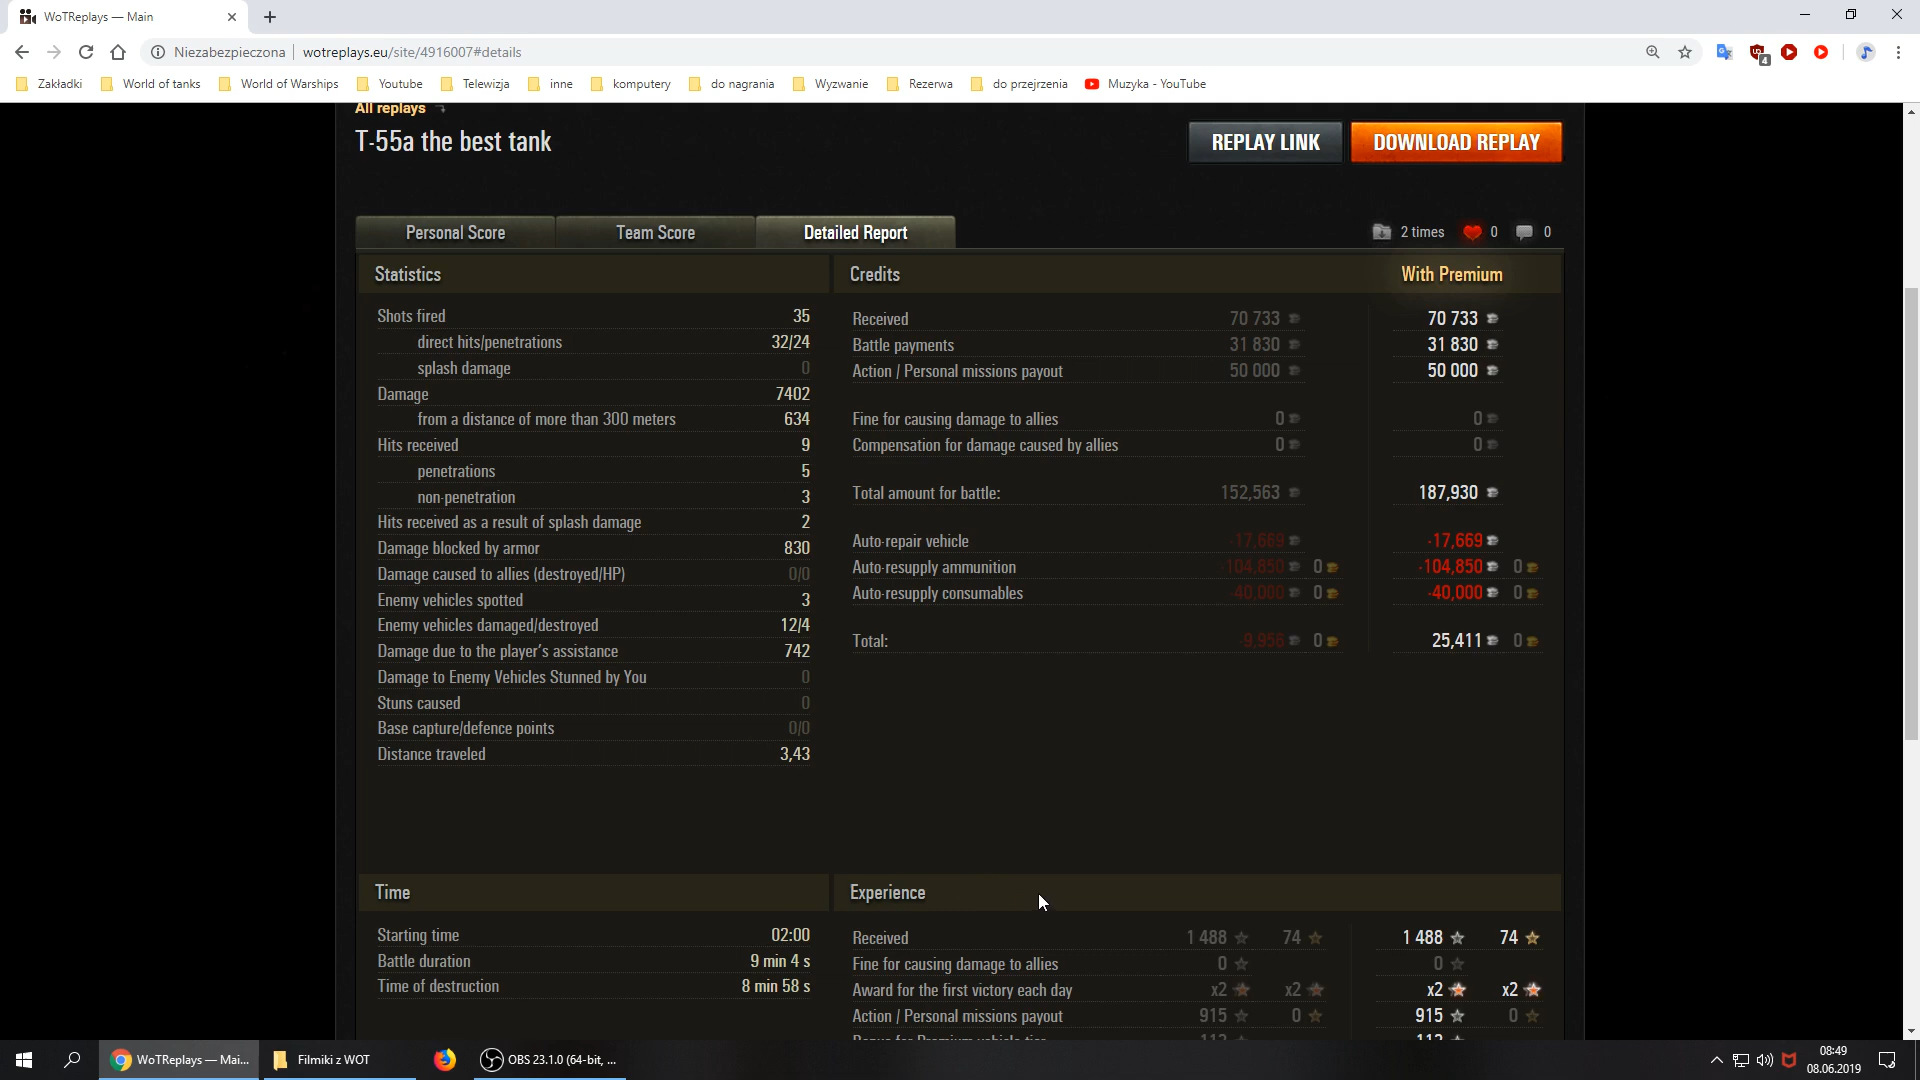 WoTReplays — Main
Niezabezpieczona
wotreplays.eu/site/4916007#details
4
Zakładki
World of tanks
World of Warships
Youtube
Telewizja
inne
komputery
do nagrania
Wyzwanie
Rezerwa
do przejrzenia
Muzyka - YouTube
All replays
T-55a the best tank
REPLAY LINK
DOWNLOAD REPLAY
Personal Score
Team Score
Detailed Report
2 times
0
0
Statistics
Shots fired 35
direct hits/penetrations 32/24
splash damage 0
Damage 7402
from a distance of more than 300 meters 634
Hits received 9
penetrations 5
non-penetration 3
Hits received as a result of splash damage 2
Damage blocked by armor 830
Damage caused to allies (destroyed/HP) 0/0
Enemy vehicles spotted 3
Enemy vehicles damaged/destroyed 12/4
Damage due to the player's assistance 742
Damage to Enemy Vehicles Stunned by You 0
Stuns caused 0
Base capture/defence points 0/0
Distance traveled 3,43
Credits With Premium
Received 70 733 70 733
Battle payments 31 830 31 830
Action / Personal missions payout 50 000 50 000
Fine for causing damage to allies 0 0
Compensation for damage caused by allies 0 0
Total amount for battle: 152,563 187,930
Auto-repair vehicle -17,669 -17,669
Auto-resupply ammunition -104,850 0 -104,850 0
Auto-resupply consumables -40,000 0 -40,000 0
Total: -9,956 0 25,411 0
Time
Starting time 02:00
Battle duration 9 min 4 s
Time of destruction 8 min 58 s
Experience
Received 1 488 74 1 488 74
Fine for causing damage to allies 0 0
Award for the first victory each day x2 x2 x2 x2
Action / Personal missions payout 915 0 915 0
WoTReplays — Mai...
Filmiki z WOT
OBS 23.1.0 (64-bit, ...
08:49
08.06.2019